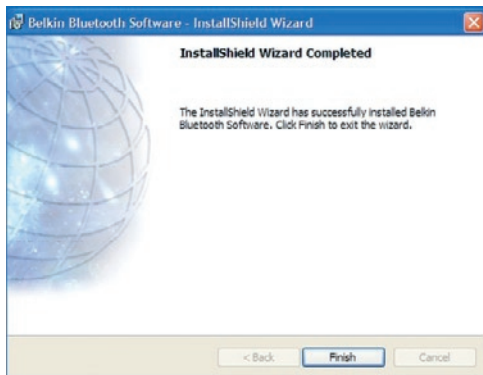 Belkin Bluetooth Software - InstallShield Wizard
InstallShield Wizard Completed
The InstallShield Wizard has successfully installed Belkin
Bluetooth Software. Click Finish to exit the wizard.
< Back Finish Cancel